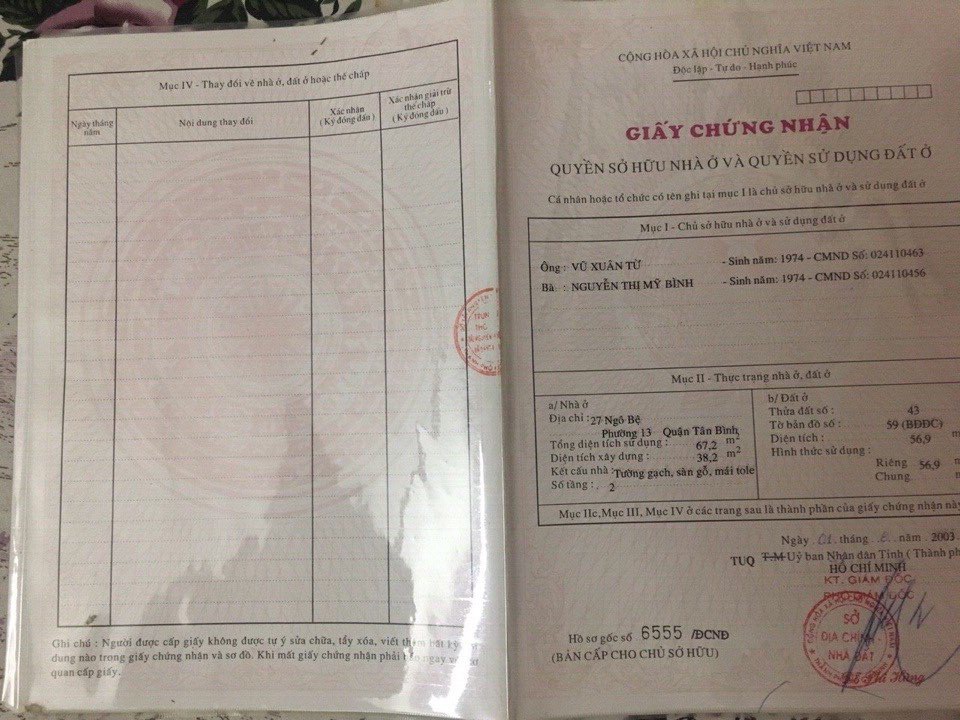 Mục IV - Thay đổi về nhà ở, đất ở hoặc thế chấp
Ngày tháng năm
Nội dung thay đổi
Xác nhận
( Ký đóng dấu )
Xác nhận giải trừ thế chấp
( Ký đóng dấu )
Ghi chú : Người được cấp giấy không được tự ý sửa chữa, tẩy xóa, viết thêm bất kỳ
dung nào trong giấy chứng nhận và sơ đồ. Khi mất giấy chứng nhận phải ngay
quan cấp giấy.
CỘNG HÒA XÃ HỘI CHỦ NGHĨA VIỆT NAM
Độc lập - Tự do - Hạnh phúc
GIẤY CHỨNG NHẬN
QUYỀN SỞ HỮU NHÀ Ở VÀ QUYỀN SỬ DỤNG ĐẤT Ở
Cá nhân hoặc tổ chức có tên ghi tại mục I là chủ sở hữu nhà ở và sử dụng đất ở
Mục I - Chủ sở hữu nhà ở và sử dụng đất ở
Ông : VŨ XUÂN TỪ - Sinh năm: 1974 - CMND Số: 024110463
Bà : NGUYỄN THỊ MỸ BÌNH - Sinh năm: 1974 - CMND Số: 024110456
Mục II - Thực trạng nhà ở, đất ở
a/ Nhà ở
Địa chỉ : 27 Ngô Bệ
Phường 13 Quận Tân Bình,
Tổng diện tích sử dụng : 67,2 m2
Diện tích xây dựng : 38,2 m2
Kết cấu nhà : Tường gạch, sàn gỗ, mái tole
Số tầng : 2
b/ Đất ở
Thửa đất số : 43
Tờ bản đồ số : 59 (BĐĐC)
Diện tích : 56,9
Hình thức sử dụng :
Riêng 56,9
Chung
Mục IIc, Mục III, Mục IV ở các trang sau là thành phần của giấy chứng nhận này
Ngày 01 tháng 8 năm 2003
TUQ T.M Uỷ ban Nhân dân Tỉnh ( Thành
HỒ CHÍ MINH
KT. GIÁM ĐỐC
PHÓ GIÁM ĐỐC
SỞ
ĐỊA CHÍNH
NHÀ ĐẤT
Hồ sơ gốc số 6555 /ĐCNĐ
(BẢN CẤP CHO CHỦ SỞ HỮU)